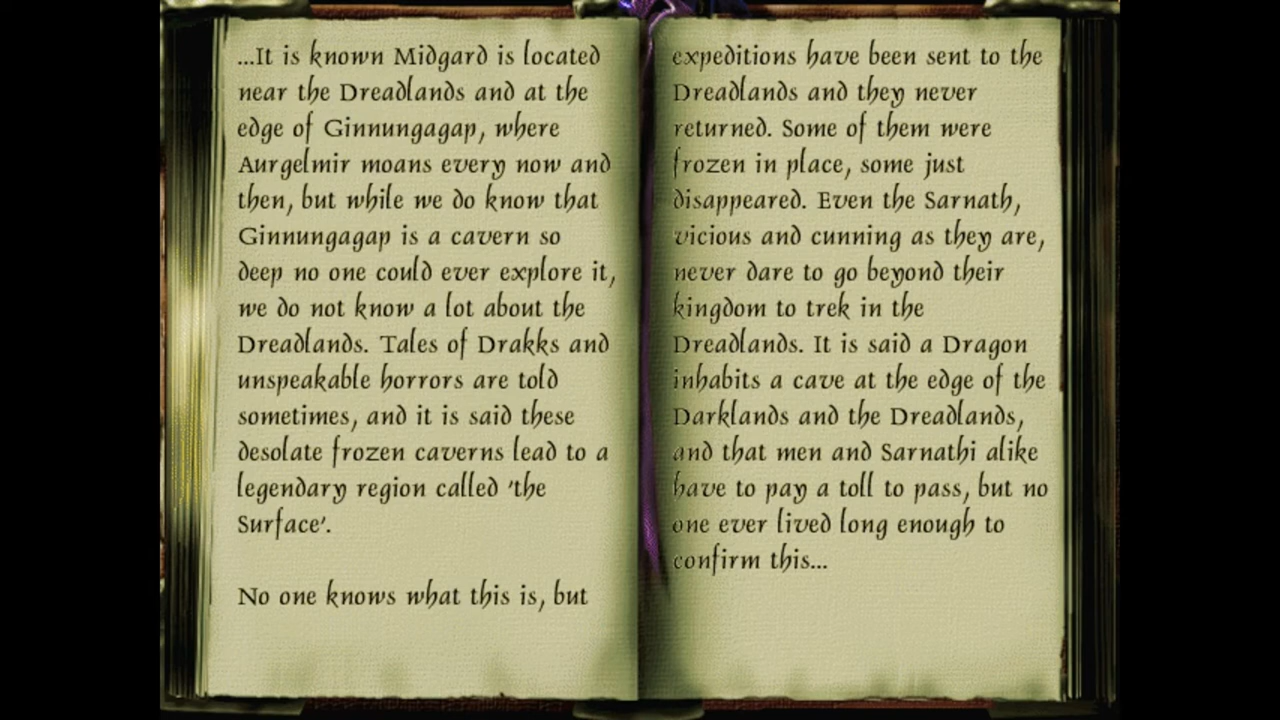 ...It is known Midgard is located
near the Dreadlands and at the
edge of Ginnungagap, where
Aurgelmir moans every now and
then, but while we do know that
Ginnungagap is a cavern so
deep no one could ever explore it,
we do not know a lot about the
Dreadlands. Tales of Drakks and
unspeakable horrors are told
sometimes, and it is said these
desolate frozen caverns lead to a
legendary region called 'the
Surface'.
No one knows what this is, but
expeditions have been sent to the
Dreadlands and they never
returned. Some of them were
frozen in place, some just
disappeared. Even the Sarnath,
vicious and cunning as they are,
never dare to go beyond their
kingdom to trek in the
Dreadlands. It is said a Dragon
inhabits a cave at the edge of the
Darklands and the Dreadlands,
and that men and Sarnathi alike
have to pay a toll to pass, but no
one ever lived long enough to
confirm this...